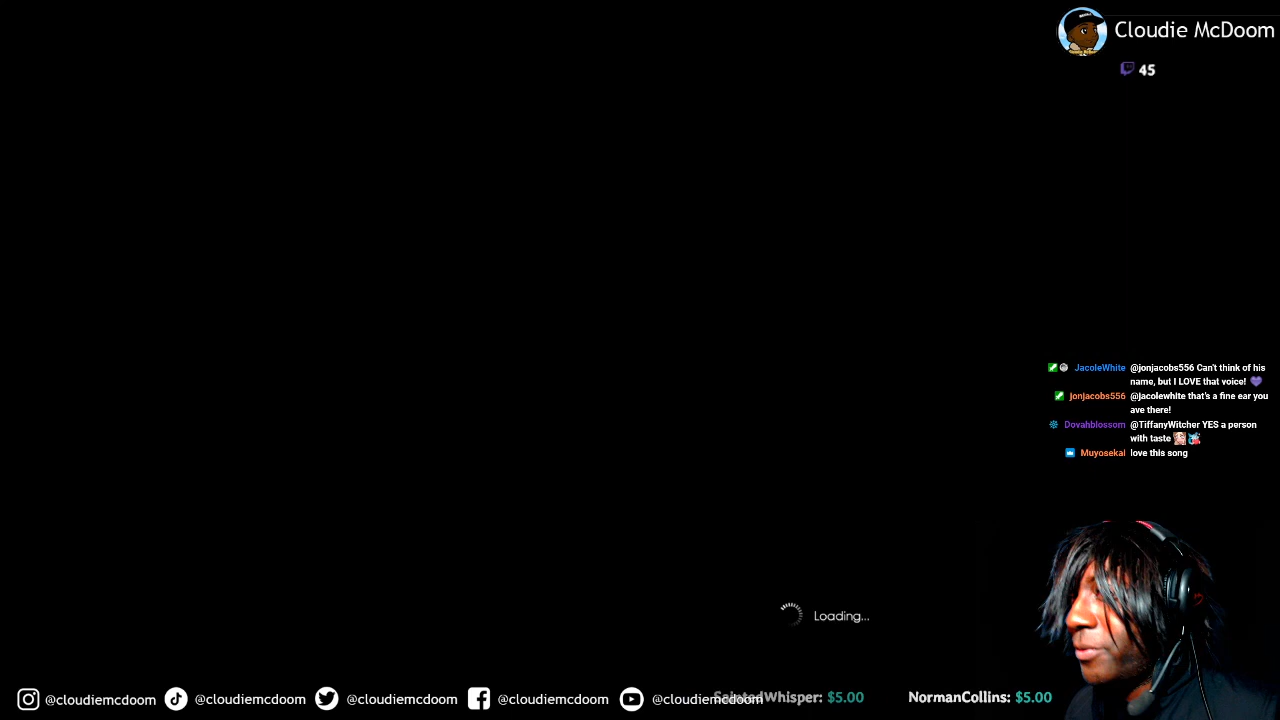 Cloudie McDoom
45
JacoleWhite @jonjacobs556 Can't think of his
name, but I LOVE that voice!
jonjacobs556 @jacolewhite that's a fine ear you
ave there!
Dovahblossom @TiffanyWitcher YES a person
with taste
Muyosekai love this song
Loading...
@cloudiemcdoom @cloudiemcdoom @cloudiemcdoom @cloudiemcdoom @cloudiemcdoom $5.00 NormanCollins: $5.00